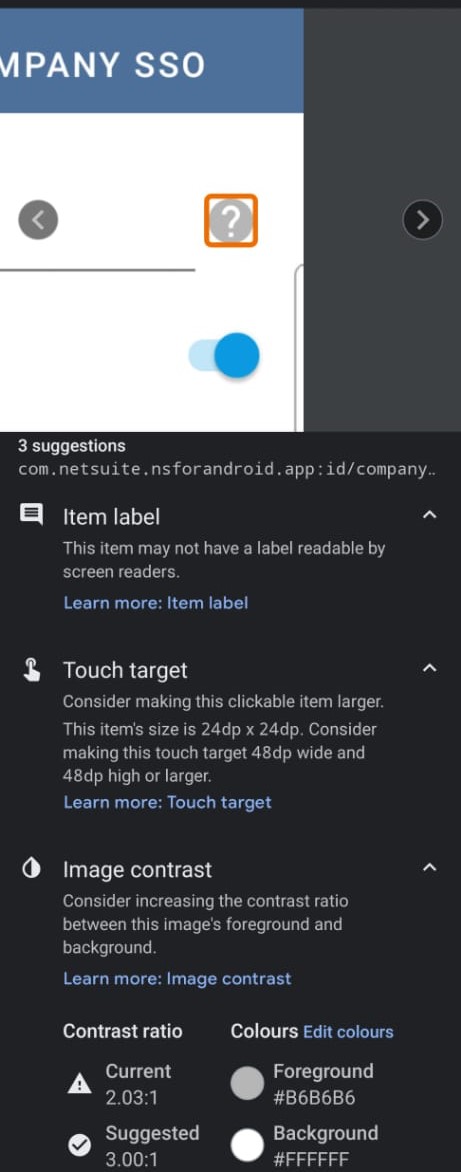 MPANY SSO
?
3 suggestions
com.netsuite.nsforandroid.app:id/company..
Item label
This item may not have a label readable by
screen readers.
Learn more: Item label
Touch target
Consider making this clickable item larger.
This item's size is 24dp x 24dp. Consider
making this touch target 48dp wide and
48dp high or larger.
Learn more: Touch target
Image contrast
Consider increasing the contrast ratio
between this image's foreground and
background.
Learn more: Image contrast
Contrast ratio Colours Edit colours
Current Foreground
2.03:1 #B6B6B6
Suggested Background
3.00:1 #FFFFFF